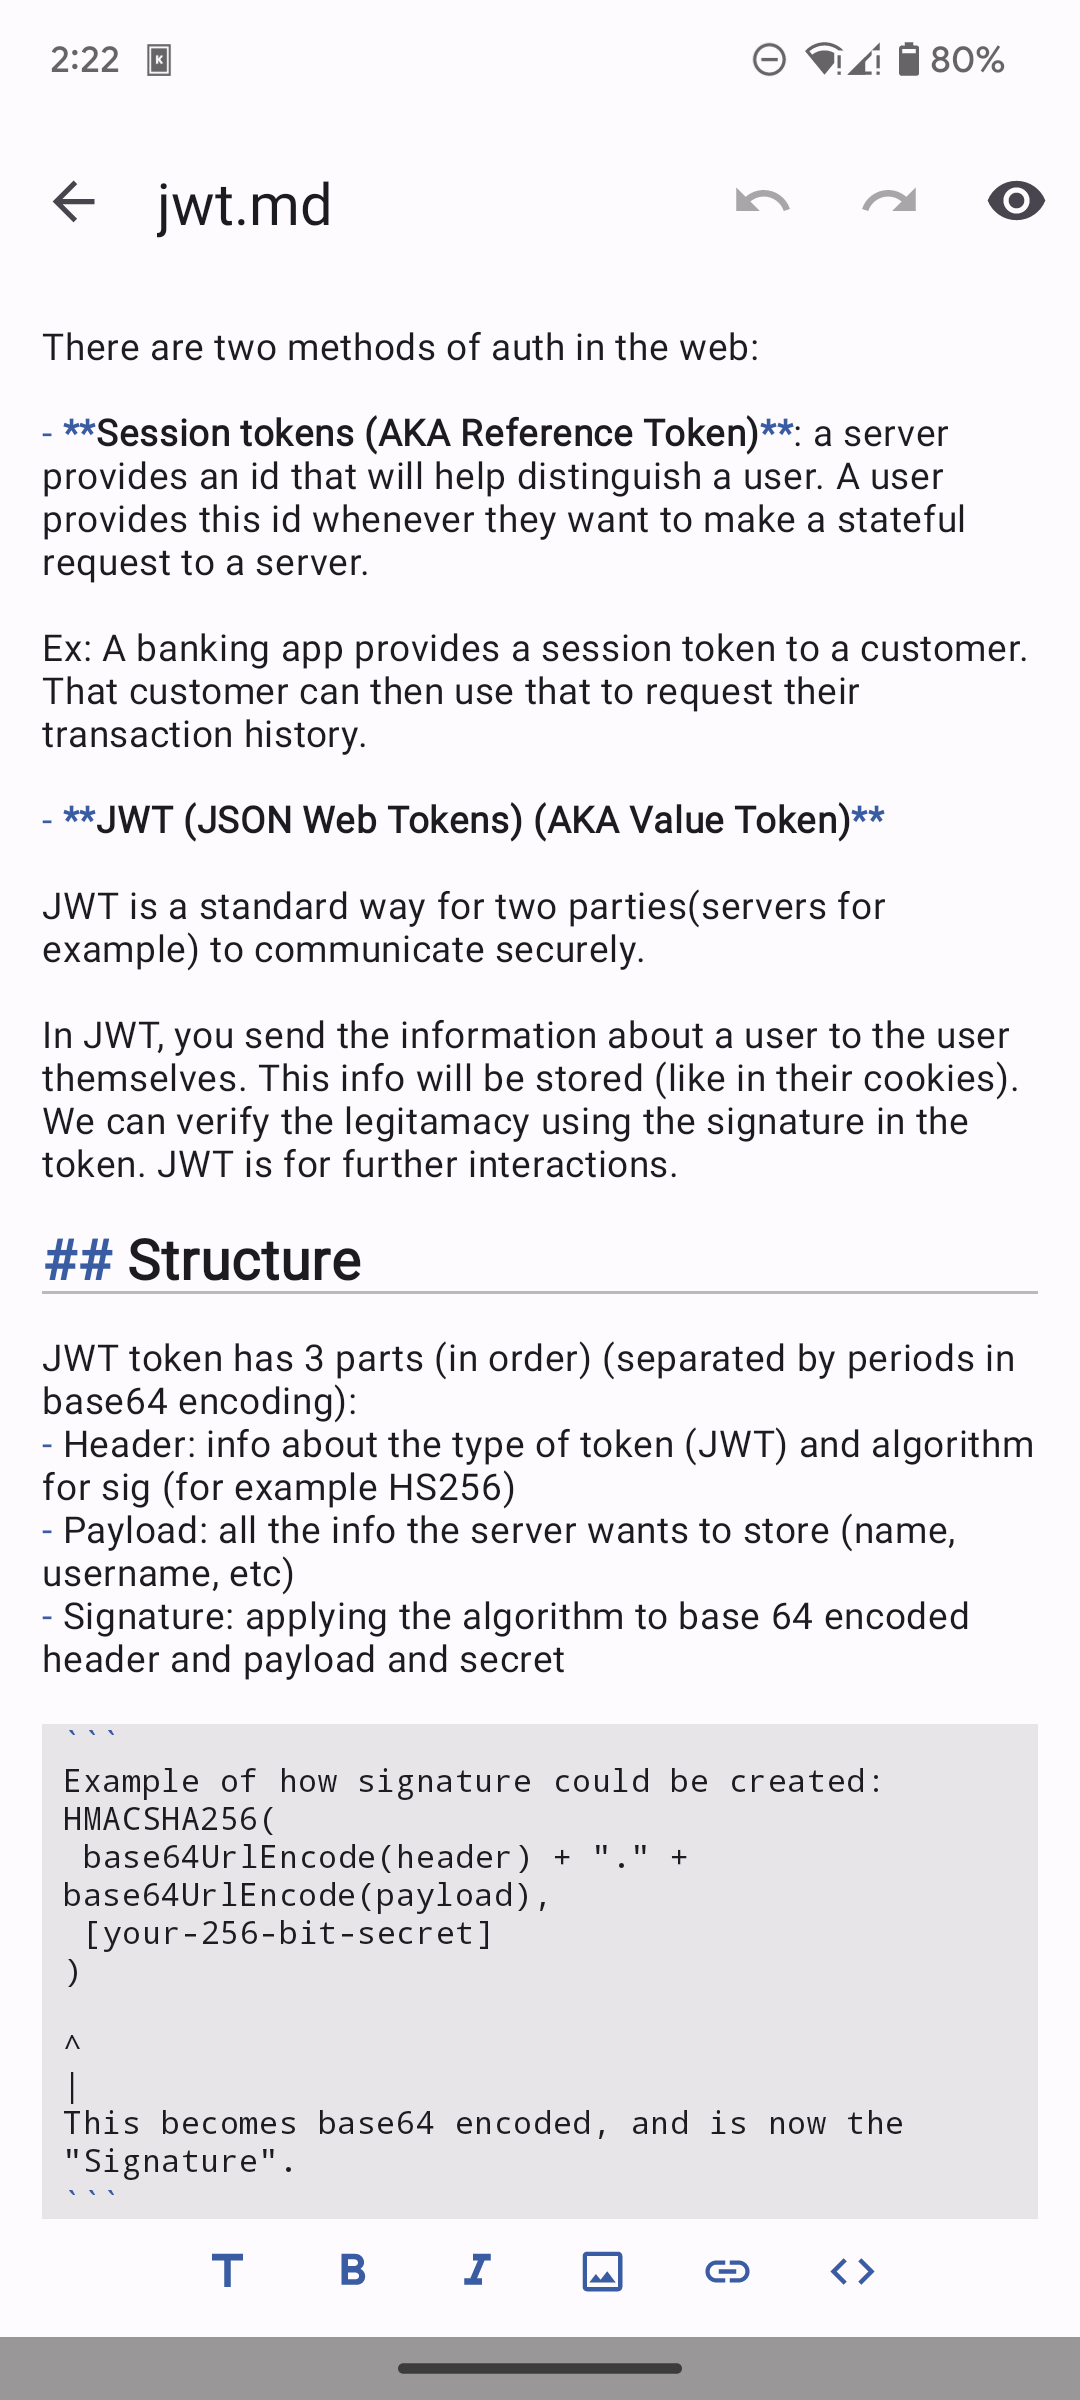 2:22
K
80%
jwt.md
There are two methods of auth in the web:
- **Session tokens (AKA Reference Token)**: a server
provides an id that will help distinguish a user. A user
provides this id whenever they want to make a stateful
request to a server.
Ex: A banking app provides a session token to a customer.
That customer can then use that to request their
transaction history.
- **JWT (JSON Web Tokens) (AKA Value Token)**
JWT is a standard way for two parties(servers for
example) to communicate securely.
In JWT, you send the information about a user to the user
themselves. This info will be stored (like in their cookies).
We can verify the legitamacy using the signature in the
token. JWT is for further interactions.
## Structure
JWT token has 3 parts (in order) (separated by periods in
base64 encoding):
- Header: info about the type of token (JWT) and algorithm
for sig (for example HS256)
- Payload: all the info the server wants to store (name,
username, etc)
- Signature: applying the algorithm to base 64 encoded
header and payload and secret
```
Example of how signature could be created:
HMACSHA256(
 base64UrlEncode(header) + "." +
base64UrlEncode(payload),
 [your-256-bit-secret]
)
^
|
This becomes base64 encoded, and is now the
"Signature".
```
T B I <>